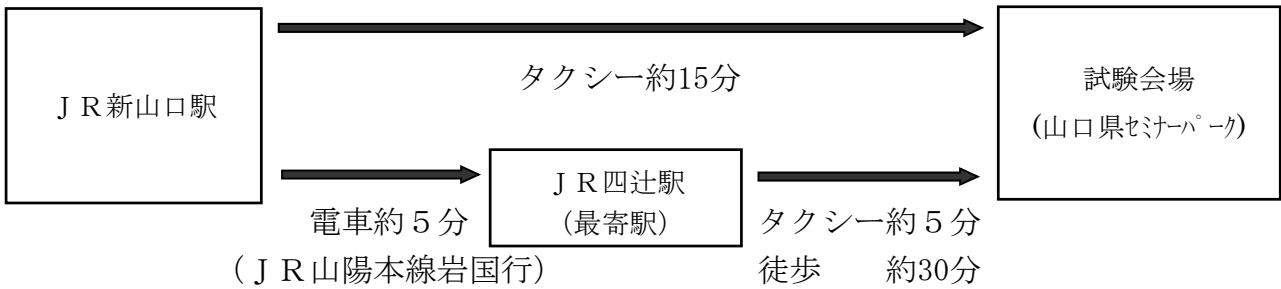 タクシー約15分
ＪＲ新山口駅
試験会場
(山口県ｾﾐﾅｰﾊﾟｰｸ)
ＪＲ四辻駅
（最寄駅）
電車約５分
（ＪＲ山陽本線岩国行）
タクシー約５分
徒歩　　約30分